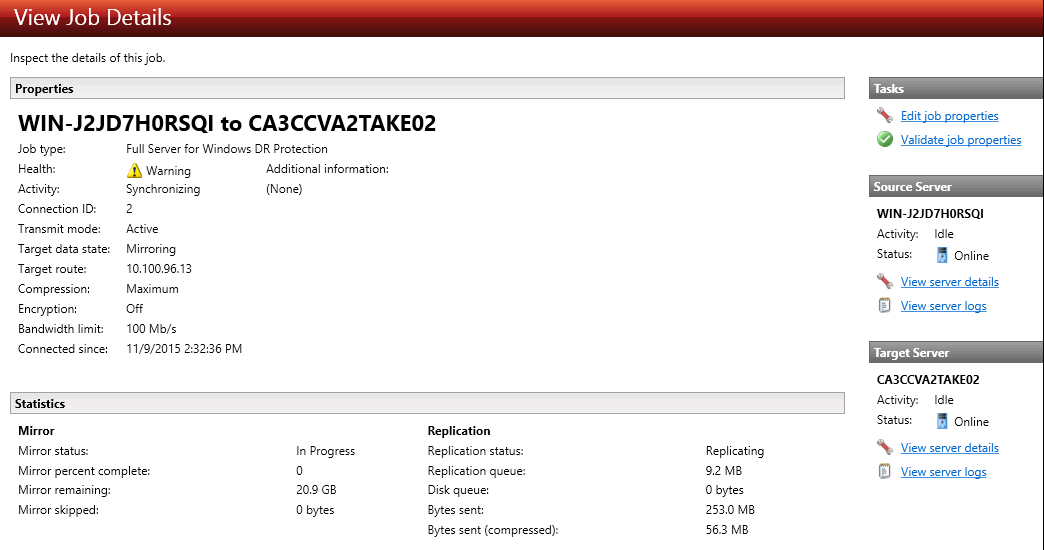 View Job Details
Inspect the details of this job.
Properties
WIN-J2JD7H0RSQI to CA3CCVA2TAKE02
Job type: Full Server for Windows DR Protection
Health: Warning Additional information:
Activity: Synchronizing (None)
Connection ID: 2
Transmit mode: Active
Target data state: Mirroring
Target route: 10.100.96.13
Compression: Maximum
Encryption: Off
Bandwidth limit: 100 Mb/s
Connected since: 11/9/2015 2:32:36 PM
Statistics
Mirror
Mirror status: In Progress
Mirror percent complete: 0
Mirror remaining: 20.9 GB
Mirror skipped: 0 bytes
Replication
Replication status: Replicating
Replication queue: 9.2 MB
Disk queue: 0 bytes
Bytes sent: 253.0 MB
Bytes sent (compressed): 56.3 MB
Tasks
Edit job properties
Validate job properties
Source Server
WIN-J2JD7H0RSQI
Activity: Idle
Status: Online
View server details
View server logs
Target Server
CA3CCVA2TAKE02
Activity: Idle
Status: Online
View server details
View server logs